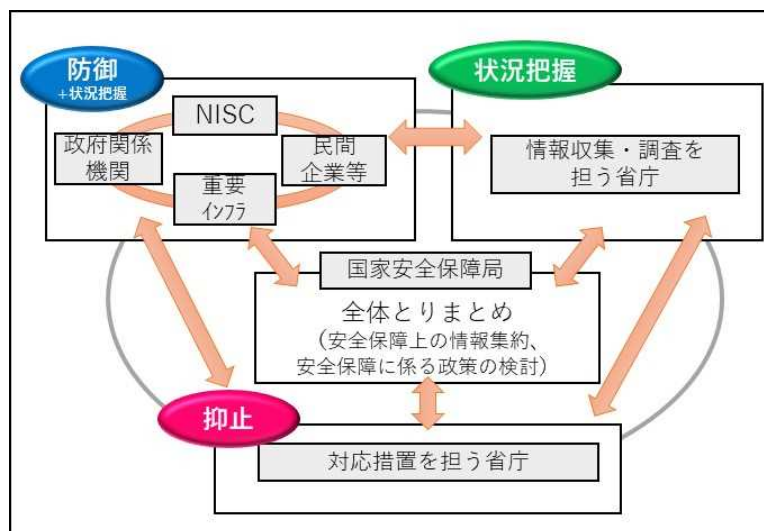 防御
+状況把握
状況把握
NISC
政府関係
機関
民間
企業等
重要
ｲﾝﾌﾗ
情報収集・調査を
担う省庁
国家安全保障局
全体とりまとめ
（安全保障上の情報集約、
安全保障に係る政策の検討）
抑止
対応措置を担う省庁